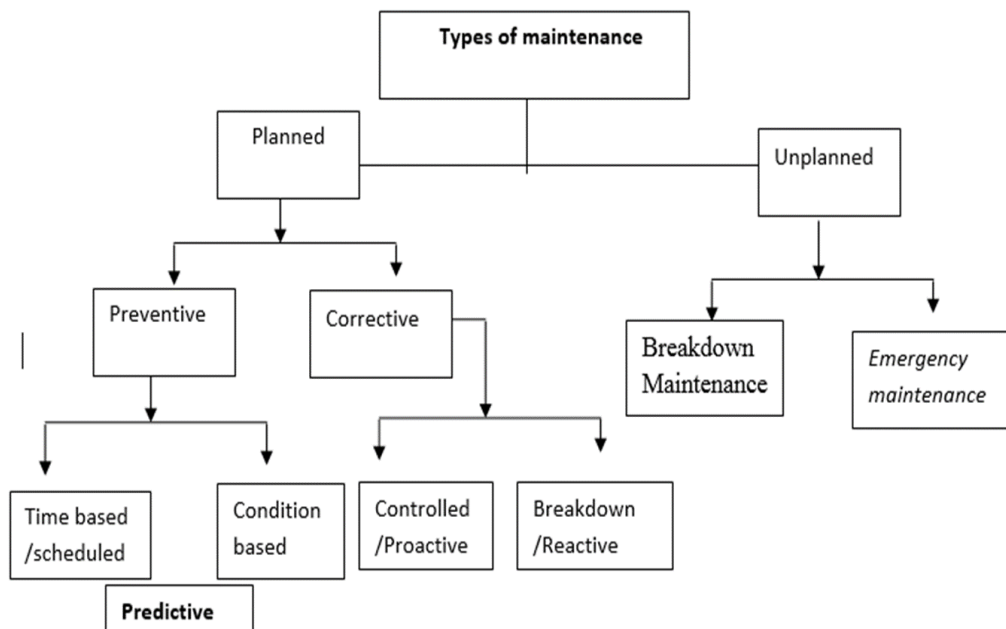 Types of maintenance
Planned
Unplanned
Preventive
Corrective
Breakdown
Maintenance
Emergency
maintenance
Time based
/scheduled
Condition
based
Controlled
/Proactive
Breakdown
/Reactive
Predictive